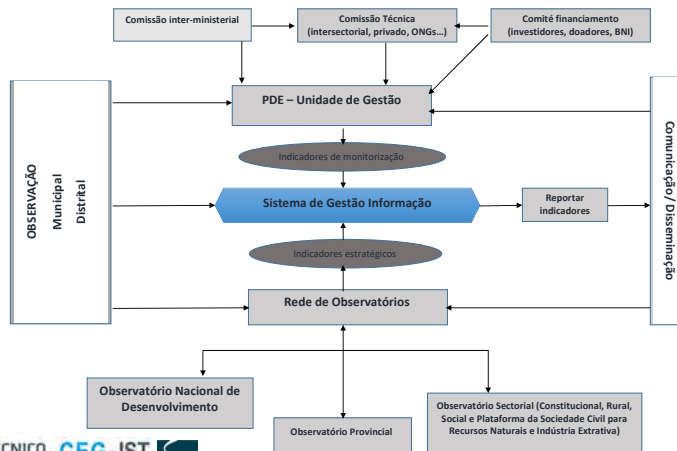 Comissão inter-ministerial
Comissão Técnica
(intersectorial, privado, ONGs...)
Comité financiamento
(investidores, doadores, BNI)
PDE – Unidade de Gestão
Indicadores de monitorização
OBSERVAÇÃO
Municipal
Distrital
Sistema de Gestão Informação
Reportar
indicadores
Comunicação / Disseminação
Indicadores estratégicos
Rede de Observatórios
Observatório Nacional de
Desenvolvimento
Observatório Provincial
Observatório Sectorial (Constitucional, Rural,
Social e Plataforma da Sociedade Civil para
Recursos Naturais e Indústria Extrativa)